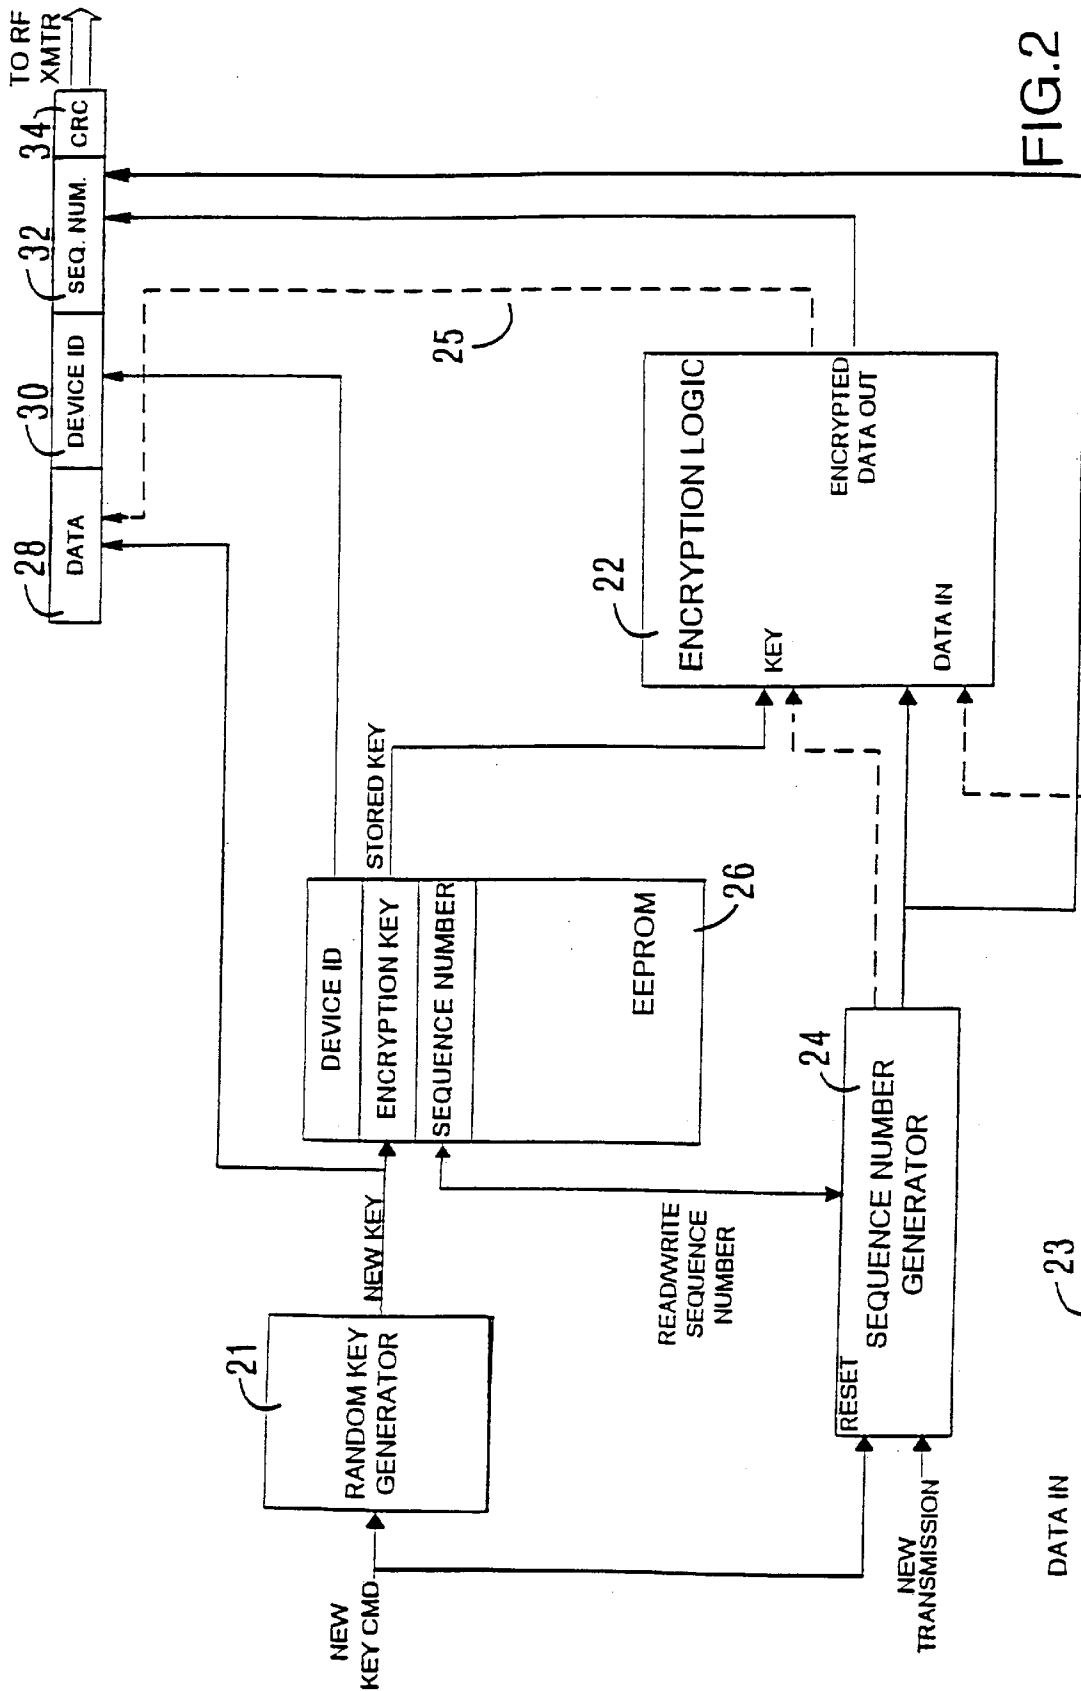 TO RF
XMTR
28
30
32
34
DATA
DEVICE ID
SEQ. NUM.
CRC
25
21
RANDOM KEY
GENERATOR
NEW
KEY CMD
NEW KEY
DEVICE ID
ENCRYPTION KEY
SEQUENCE NUMBER
EEPROM
26
STORED KEY
22
ENCRYPTION LOGIC
KEY
DATA IN
ENCRYPTED
DATA OUT
READ/WRITE
SEQUENCE
NUMBER
24
RESET
SEQUENCE NUMBER
GENERATOR
NEW
TRANSMISSION
DATA IN
23
FIG.2